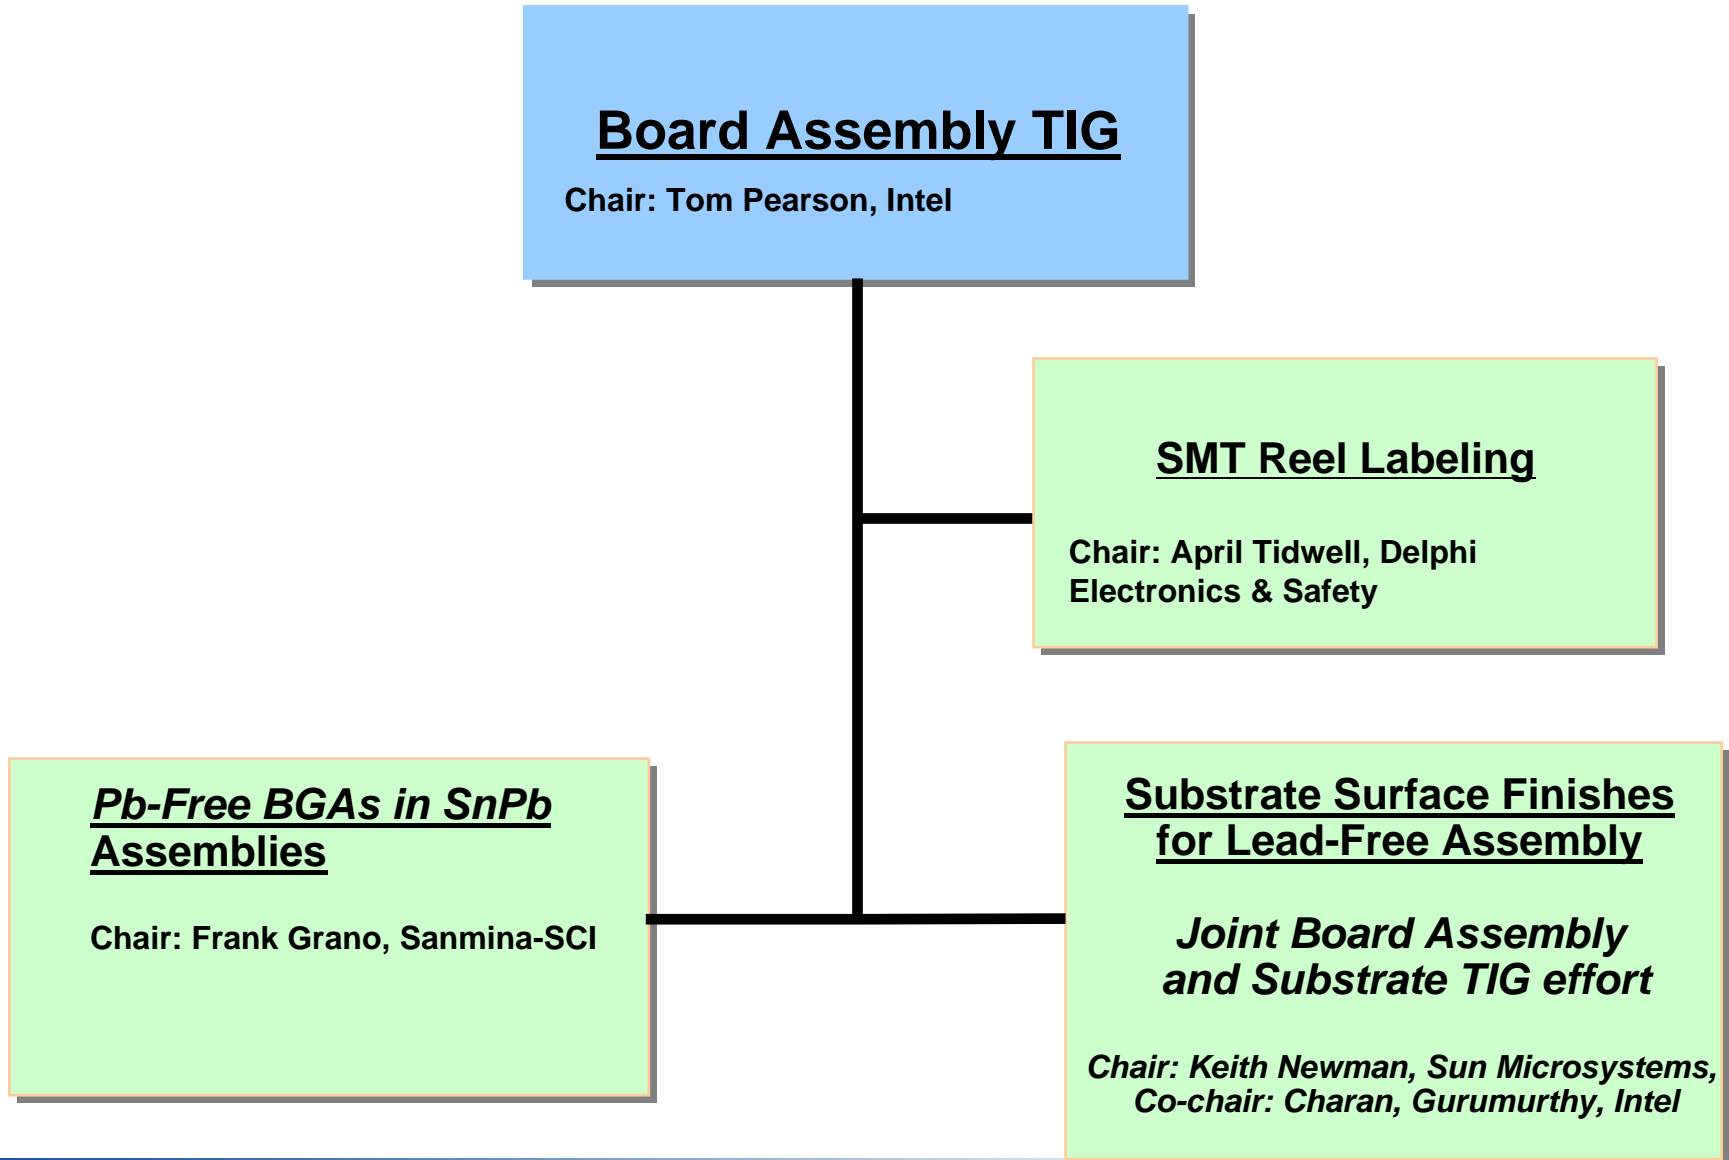 Board Assembly TIG
Chair: Tom Pearson, Intel
SMT Reel Labeling
Chair: April Tidwell, Delphi
Electronics & Safety
Pb-Free BGAs in SnPb
Assemblies
Chair: Frank Grano, Sanmina-SCI
Substrate Surface Finishes
for Lead-Free Assembly
Joint Board Assembly
and Substrate TIG effort
Chair: Keith Newman, Sun Microsystems,
Co-chair: Charan, Gurumurthy, Intel